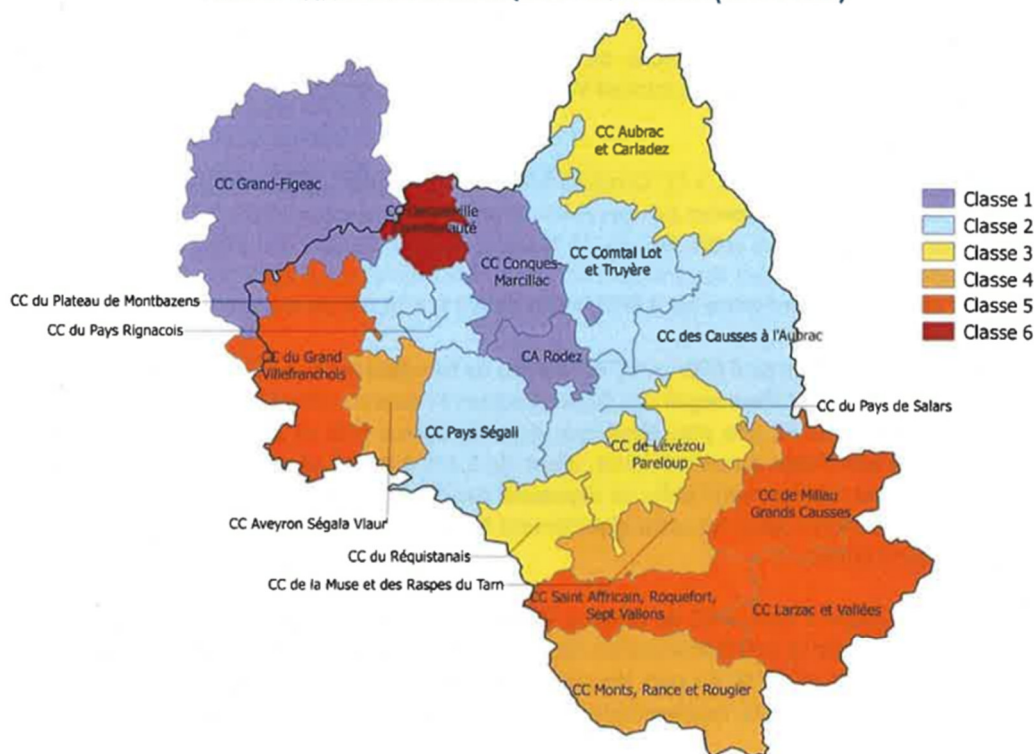 CC Aubrac
et Carladez
CC Grand-Figeac
CC
Communauté
CC Conques-
Marcillac
CC Comtal Lot
et Truyère
Classe 1
Classe 2
Classe 3
Classe 4
Classe 5
Classe 6
CC du Plateau de Montbazens
CC du Pays Rignacois
CC des Causses à l'Aubrac
CC du Grand
Villefranchois
CA Rodez
CC du Pays de Salars
CC Pays Ségali
CC de Lévézou
Pareloup
CC de Millau
Grands Causses
CC Aveyron Ségala Viaur
CC du Réquistanais
CC de la Muse et des Raspes du Tarn
CC Saint Affricain, Roquefort,
Sept Vallons
CC Larzac et Vallées
CC Monts, Rance et Rougier